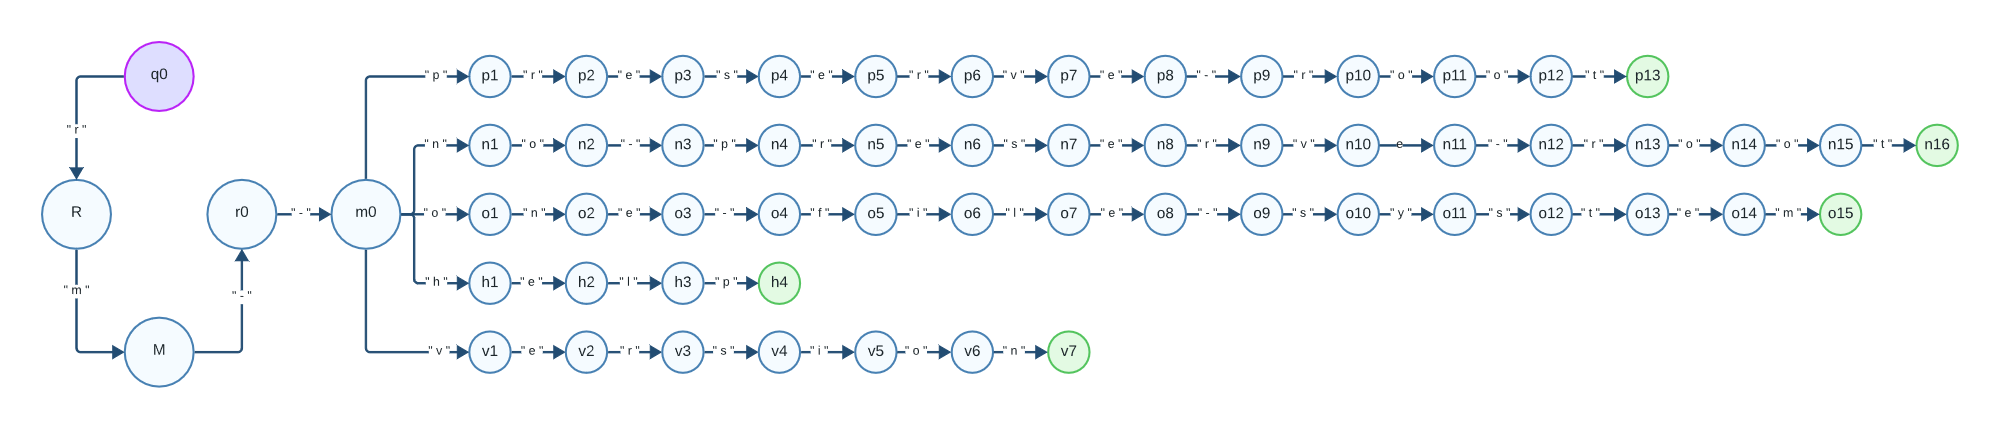 q0 " p " p1 " r " p2 " e " p3 " s " p4 " e " p5 " r " p6 " v " p7 " e " p8 " - " p9 " r " p10 " o " p11 " o " p12 " t " p13
" r "
" n " n1 " o " n2 " - " n3 " p " n4 " r " n5 " e " n6 " s " n7 " e " n8 " r " n9 " v " n10 e n11 " - " n12 " r " n13 " o " n14 " o " n15 " t " n16
R r0 " - " m0 " o " o1 " n " o2 " e " o3 " - " o4 " f " o5 " i " o6 " l " o7 " e " o8 " - " o9 " s " o10 " y " o11 " s " o12 " t " o13 " e " o14 " m " o15
" m " " - " " h " h1 " e " h2 " l " h3 " p " h4
M " v " v1 " e " v2 " r " v3 " s " v4 " i " v5 " o " v6 " n " v7